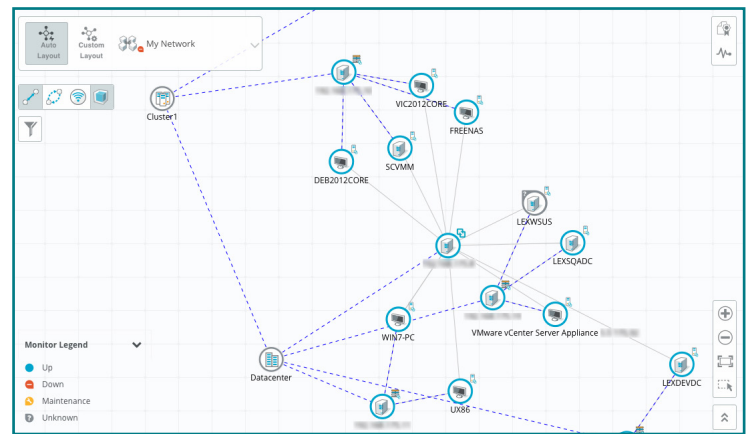 Auto
Layout
Custom
Layout
My Network
Cluster1
VIC2012CORE
FREENAS
DEB2012CORE
SCVMM
LEXWSUS
LEXSQADC
VMware vCenter Server Appliance
WIN7-PC
Monitor Legend
Up
Down
Maintenance
Unknown
Datacenter
UX86
LEXDEVDC